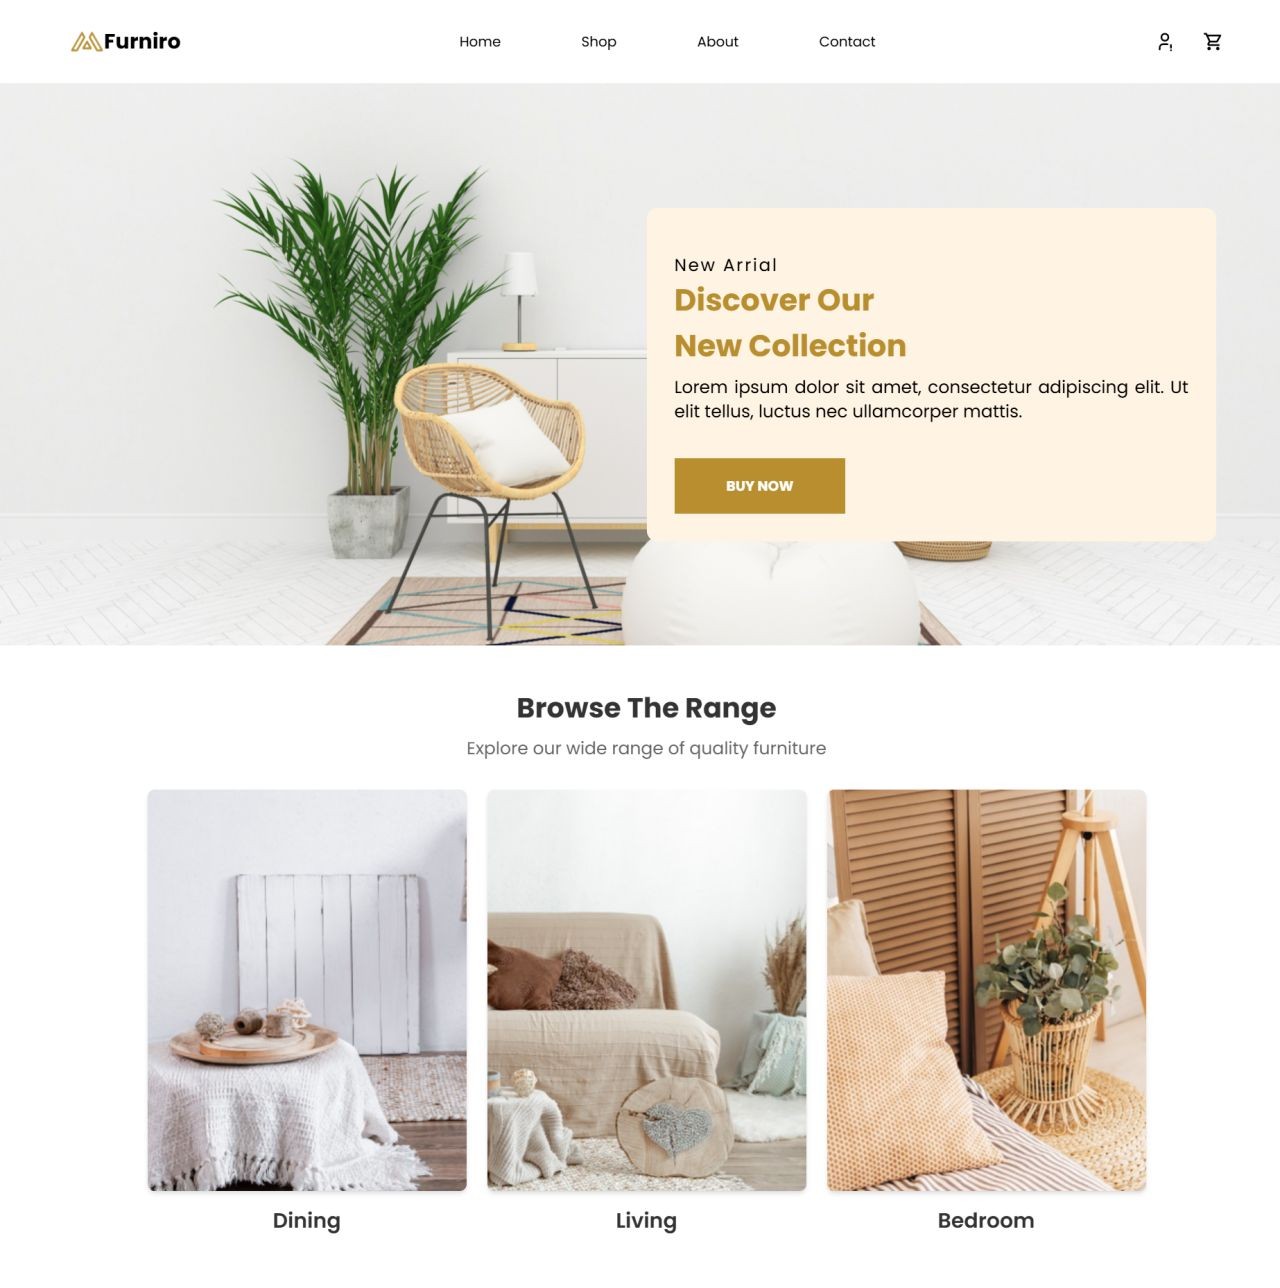 Furniro
Home
Shop
About
Contact
New Arrial
Discover Our
New Collection
Lorem ipsum dolor sit amet, consectetur adipiscing elit. Ut
elit tellus, luctus nec ullamcorper mattis.
BUY NOW
Browse The Range
Explore our wide range of quality furniture
Dining
Living
Bedroom